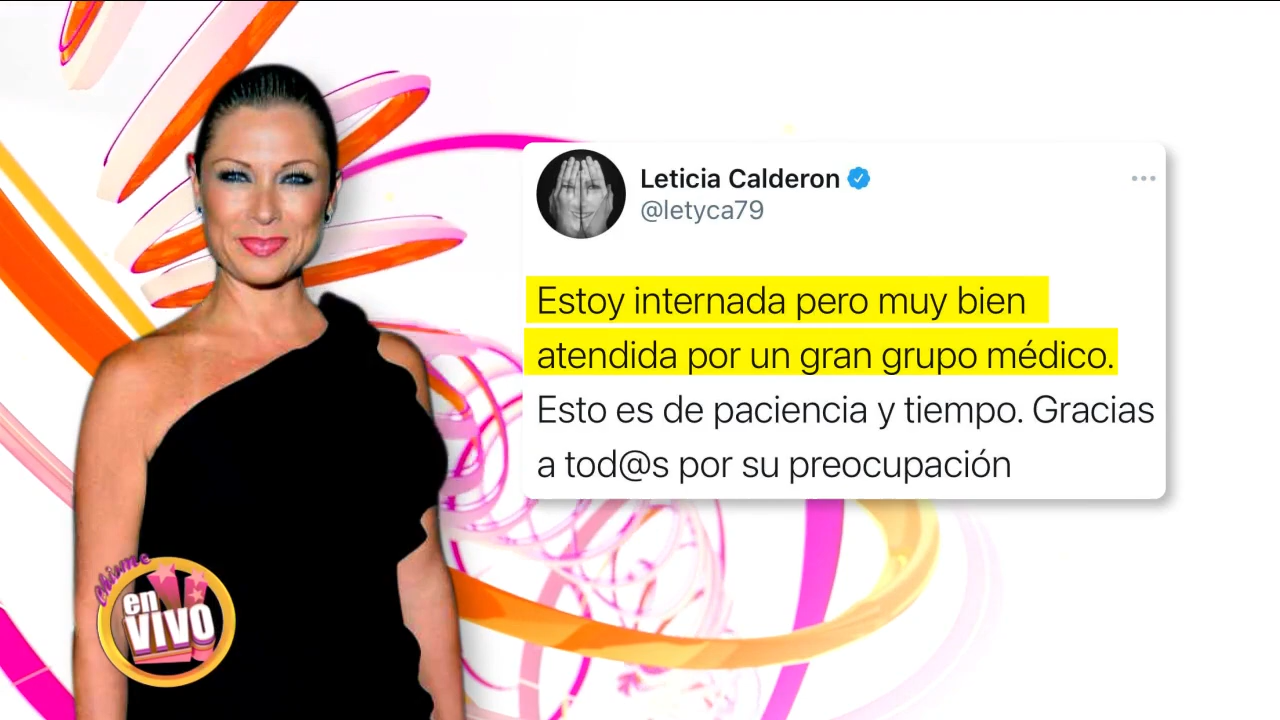 Leticia Calderon
@letyca79
Estoy internada pero muy bien
atendida por un gran grupo médico.
Esto es de paciencia y tiempo. Gracias
a tod@s por su preocupación
chisme
en
VIVO